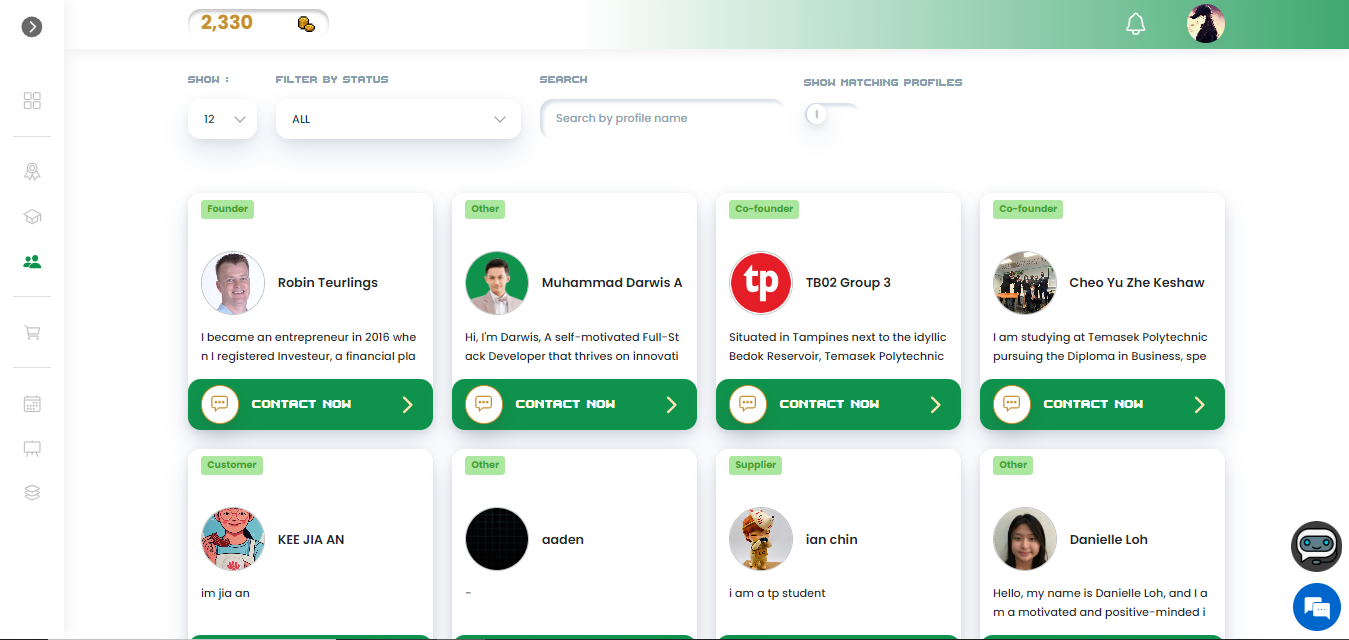 2,330
SHOW :
FILTER BY STATUS
SEARCH
SHOW MATCHING PROFILES
12
ALL
Search by profile name
Founder
Robin Teurlings
I became an entrepreneur in 2016 whe
n I registered Investeur, a financial pla
CONTACT NOW
Other
Muhammad Darwis A
Hi, I'm Darwis, A self-motivated Full-St
ack Developer that thrives on innovati
CONTACT NOW
Co-founder
tp
TB02 Group 3
Situated in Tampines next to the idyllic
Bedok Reservoir, Temasek Polytechnic
CONTACT NOW
Co-founder
Cheo Yu Zhe Keshaw
I am studying at Temasek Polytechnic
pursuing the Diploma in Business, spe
CONTACT NOW
Customer
KEE JIA AN
im jia an
Other
aaden
-
Supplier
ian chin
i am a tp student
Other
Danielle Loh
Hello, my name is Danielle Loh, and I a
m a motivated and positive-minded i